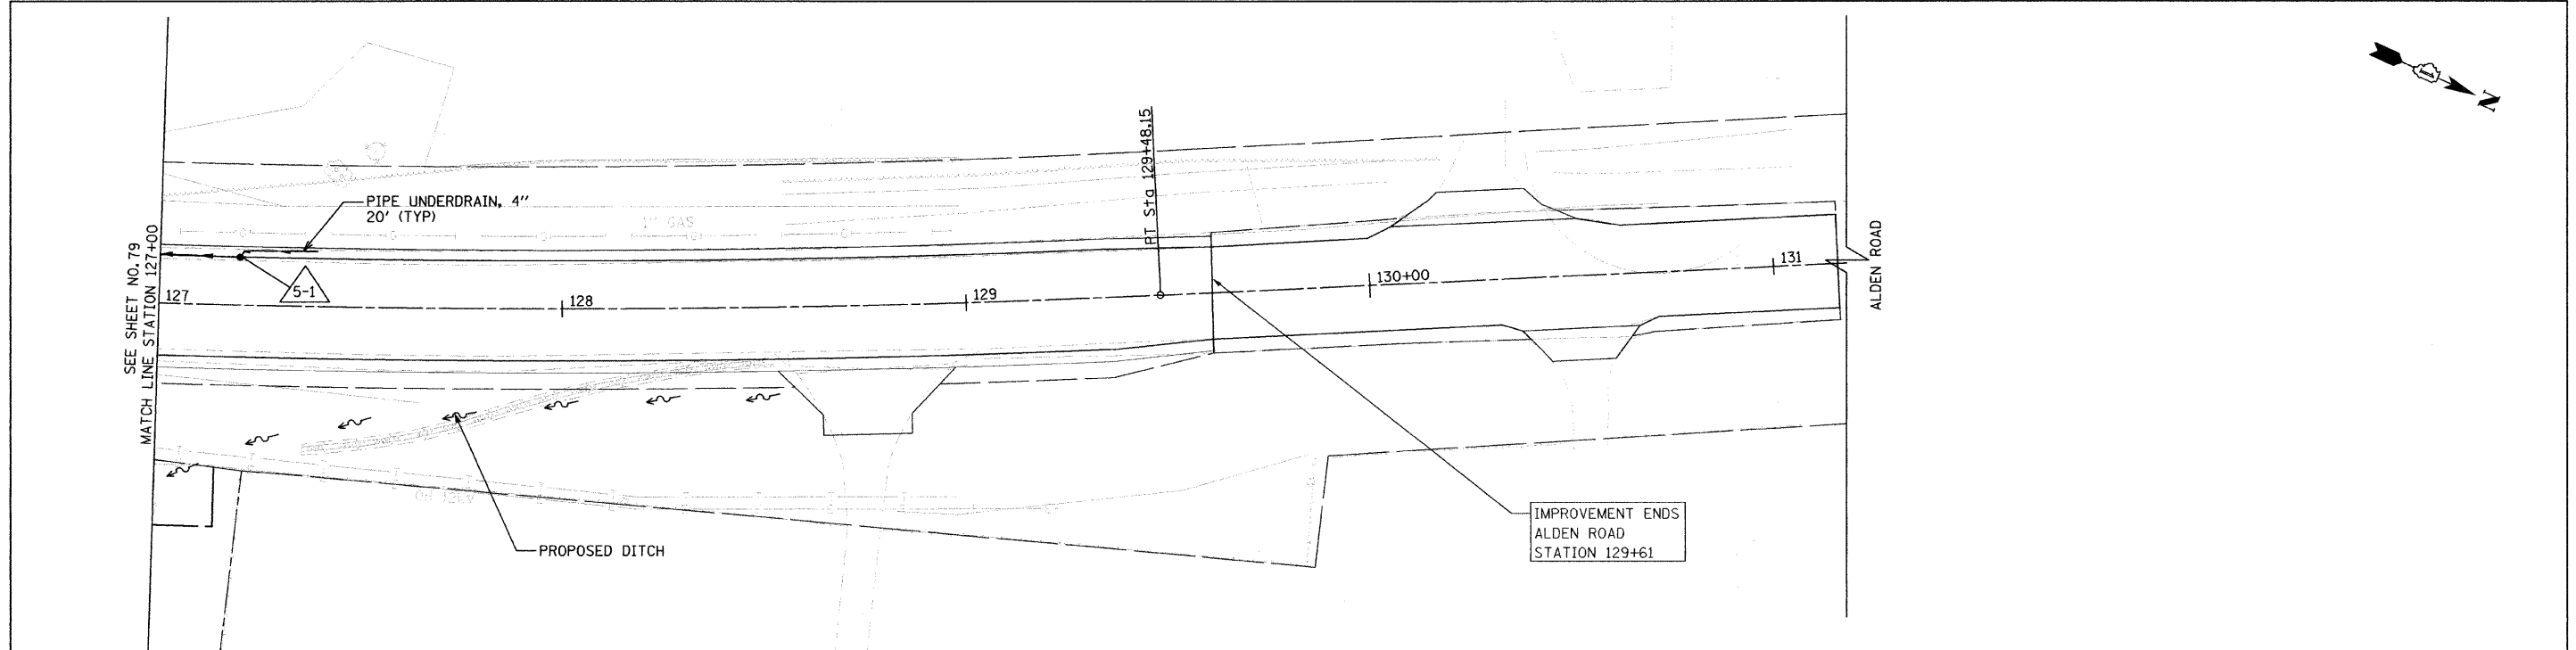 PT Sta 129+48.15
N
PIPE UNDERDRAIN, 4"
20' (TYP)
1" GAS
G G G G G
SEE SHEET NO. 79
MATCH LINE STATION 127+00
5-1
127
128
129
130+00
131
ALDEN ROAD
OH 12kV
PROPOSED DITCH
IMPROVEMENT ENDS
ALDEN ROAD
STATION 129+61